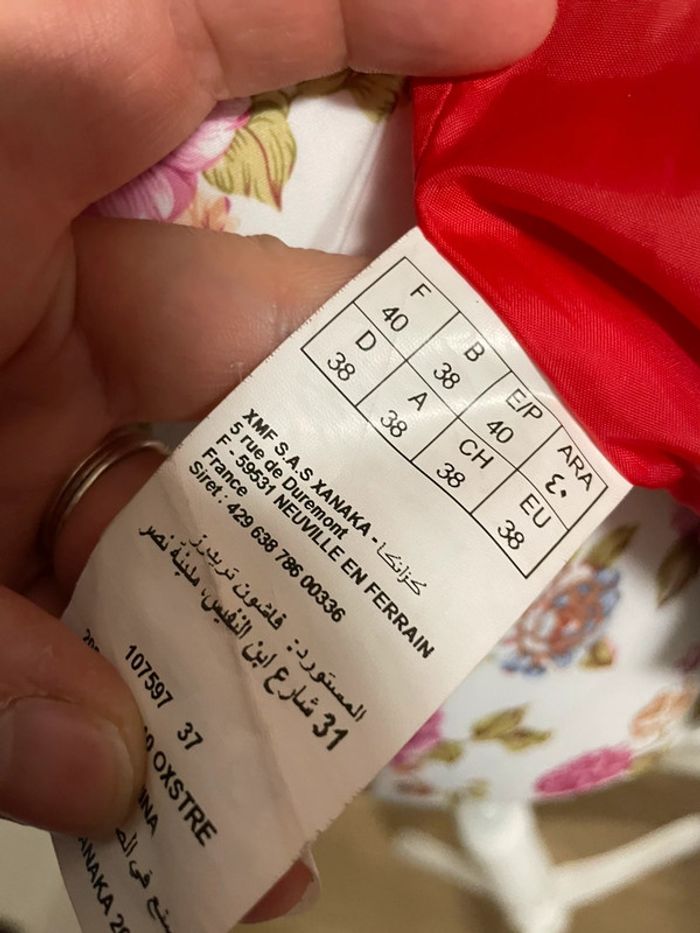 F B E/P ARA
40 38 40 ٤٠
D A CH EU
38 38 38 38
XMF S.A.S XANAKA - كزانكا
5 rue de Duremont
F - 59531 NEUVILLE EN FERRAIN
France
Siret : 429 638 786 00336
المستورد: فاشوت تريدرز
31 شارع ابن النفيس، ملينة نصر
107597 37
OXSTRE